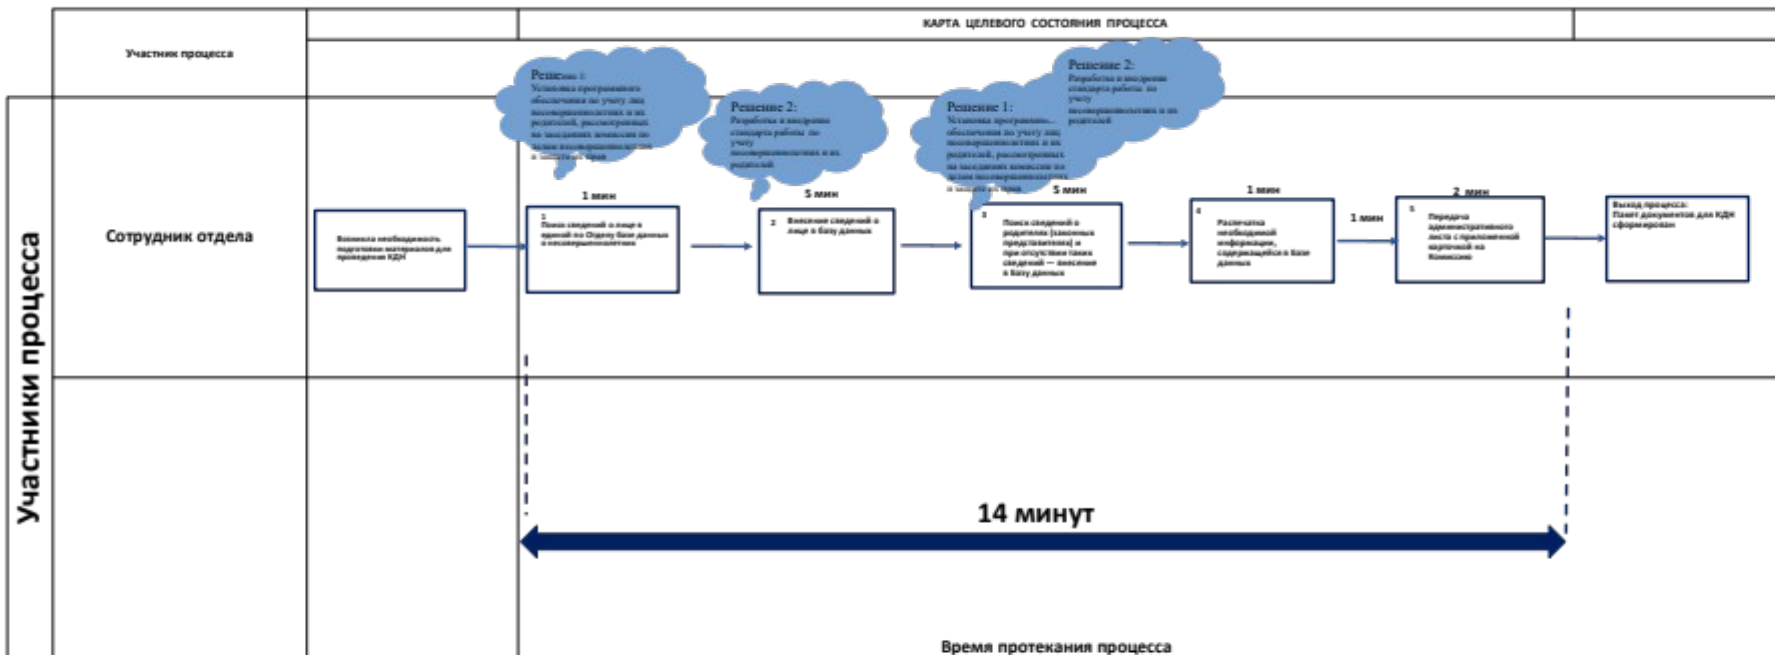 КАРТА ЦЕЛЕВОГО СОСТОЯНИЯ ПРОЦЕССА
Участник процесса
Участники процесса
Сотрудник отдела
Решение 1:
Установка программного
обеспечения по учету лиц
несовершеннолетних и их
родителей, рассмотренных
на заседаниях комиссии по
делам несовершеннолетних
и защите их прав
Решение 2:
Разработка и внедрение
стандарта работы по
учету
несовершеннолетних и их
родителей
Решение 1:
Установка программно...
обеспечения по учету лиц
несовершеннолетних и их
родителей, рассмотренных
на заседаниях комиссии по
делам несовершеннолетних
и защите их прав
Решение 2:
Разработка и внедрение
стандарта работы по
учету
несовершеннолетних и их
родителей
Возникла необходимость
подготовки материалов для
проведения КДН
1 мин
1
Поиск сведений о лице в
единой по Отделу базе данных
о несовершеннолетних
5 мин
2 Внесение сведений о
лице в базу данных
5 мин
3 Поиск сведений о
родителях (законных
представителях) и
при отсутствии таких
сведений — внесение
в базу данных
1 мин
4 Распечатка
необходимой
информации,
содержащейся в базе
данных
1 мин
2 мин
5 Передача
административного
листа с приложенной
карточкой на
Комиссию
Выход процесса:
Пакет документов для КДН
сформирован
14 минут
Время протекания процесса